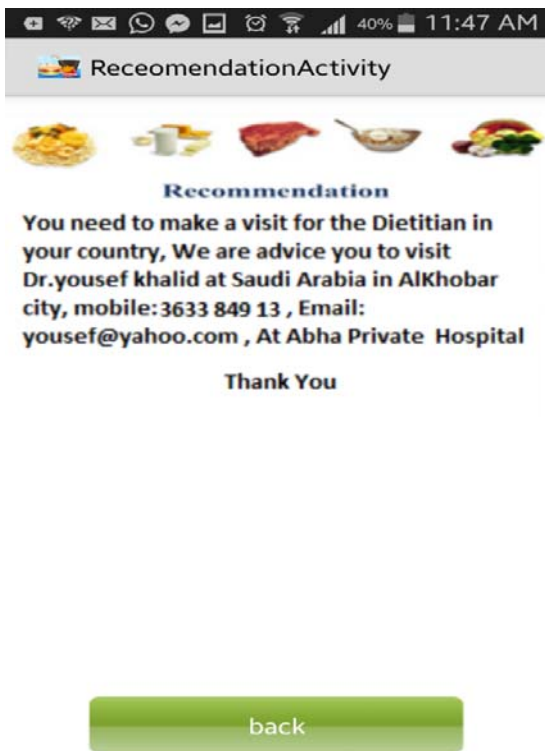 40% 11:47 AM
ReceomendationActivity
Recommendation
You need to make a visit for the Dietitian in
your country, We are advice you to visit
Dr.yousef khalid at Saudi Arabia in AlKhobar
city, mobile: 3633 849 13 , Email:
yousef@yahoo.com , At Abha Private Hospital
Thank You
back